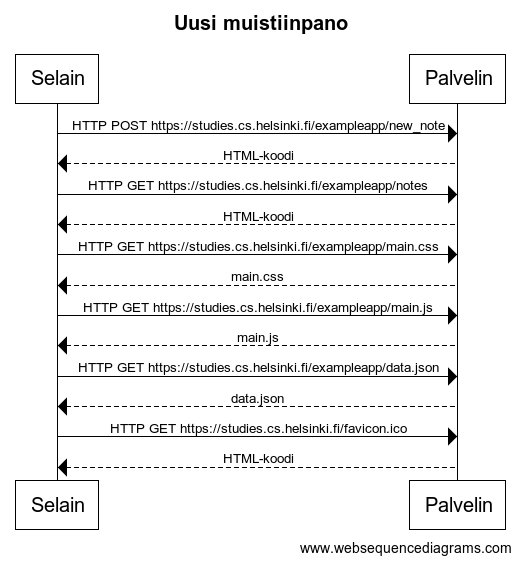 Uusi muistiinpano
Selain
Palvelin
HTTP POST https://studies.cs.helsinki.fi/exampleapp/new_note
HTML-koodi
HTTP GET https://studies.cs.helsinki.fi/exampleapp/notes
HTML-koodi
HTTP GET https://studies.cs.helsinki.fi/exampleapp/main.css
main.css
HTTP GET https://studies.cs.helsinki.fi/exampleapp/main.js
main.js
HTTP GET https://studies.cs.helsinki.fi/exampleapp/data.json
data.json
HTTP GET https://studies.cs.helsinki.fi/favicon.ico
HTML-koodi
Selain
Palvelin
www.websequencediagrams.com